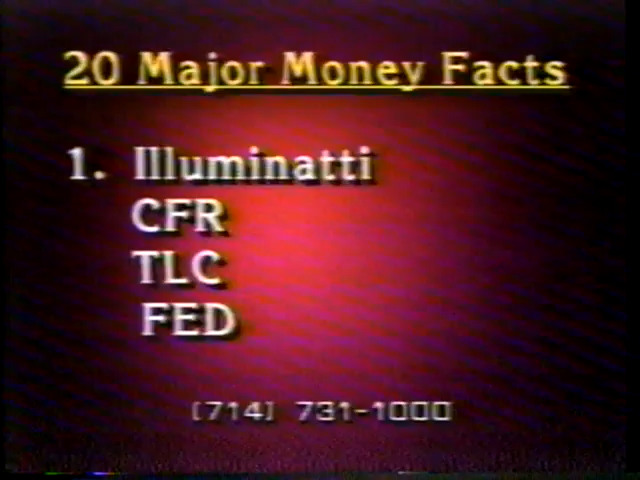 20 Major Money Facts
1. Illuminatti
CFR
TLC
FED
(714) 731-1000